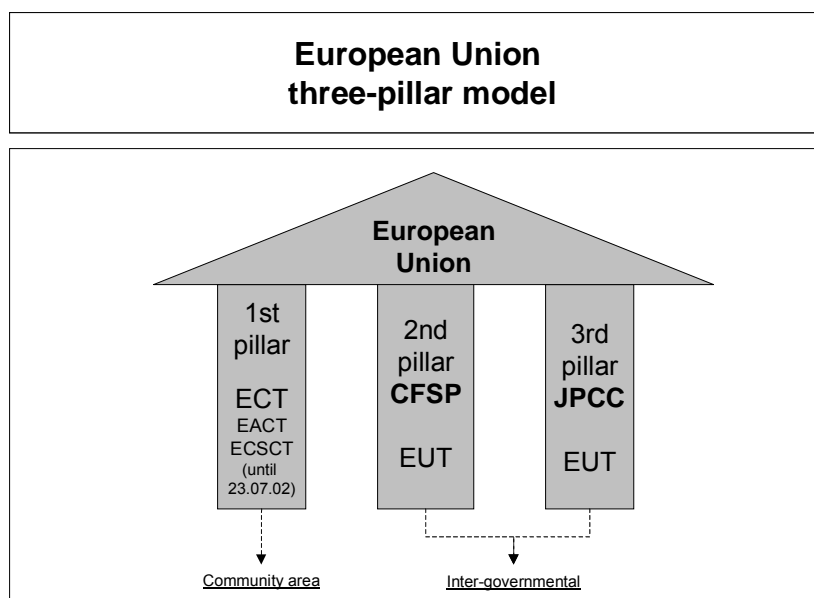 European Union
three-pillar model
European
Union
1st
pillar
ECT
EACT
ECSCT
(until
23.07.02)
2nd
pillar
CFSP
EUT
3rd
pillar
JPCC
EUT
Community area
Inter-governmental